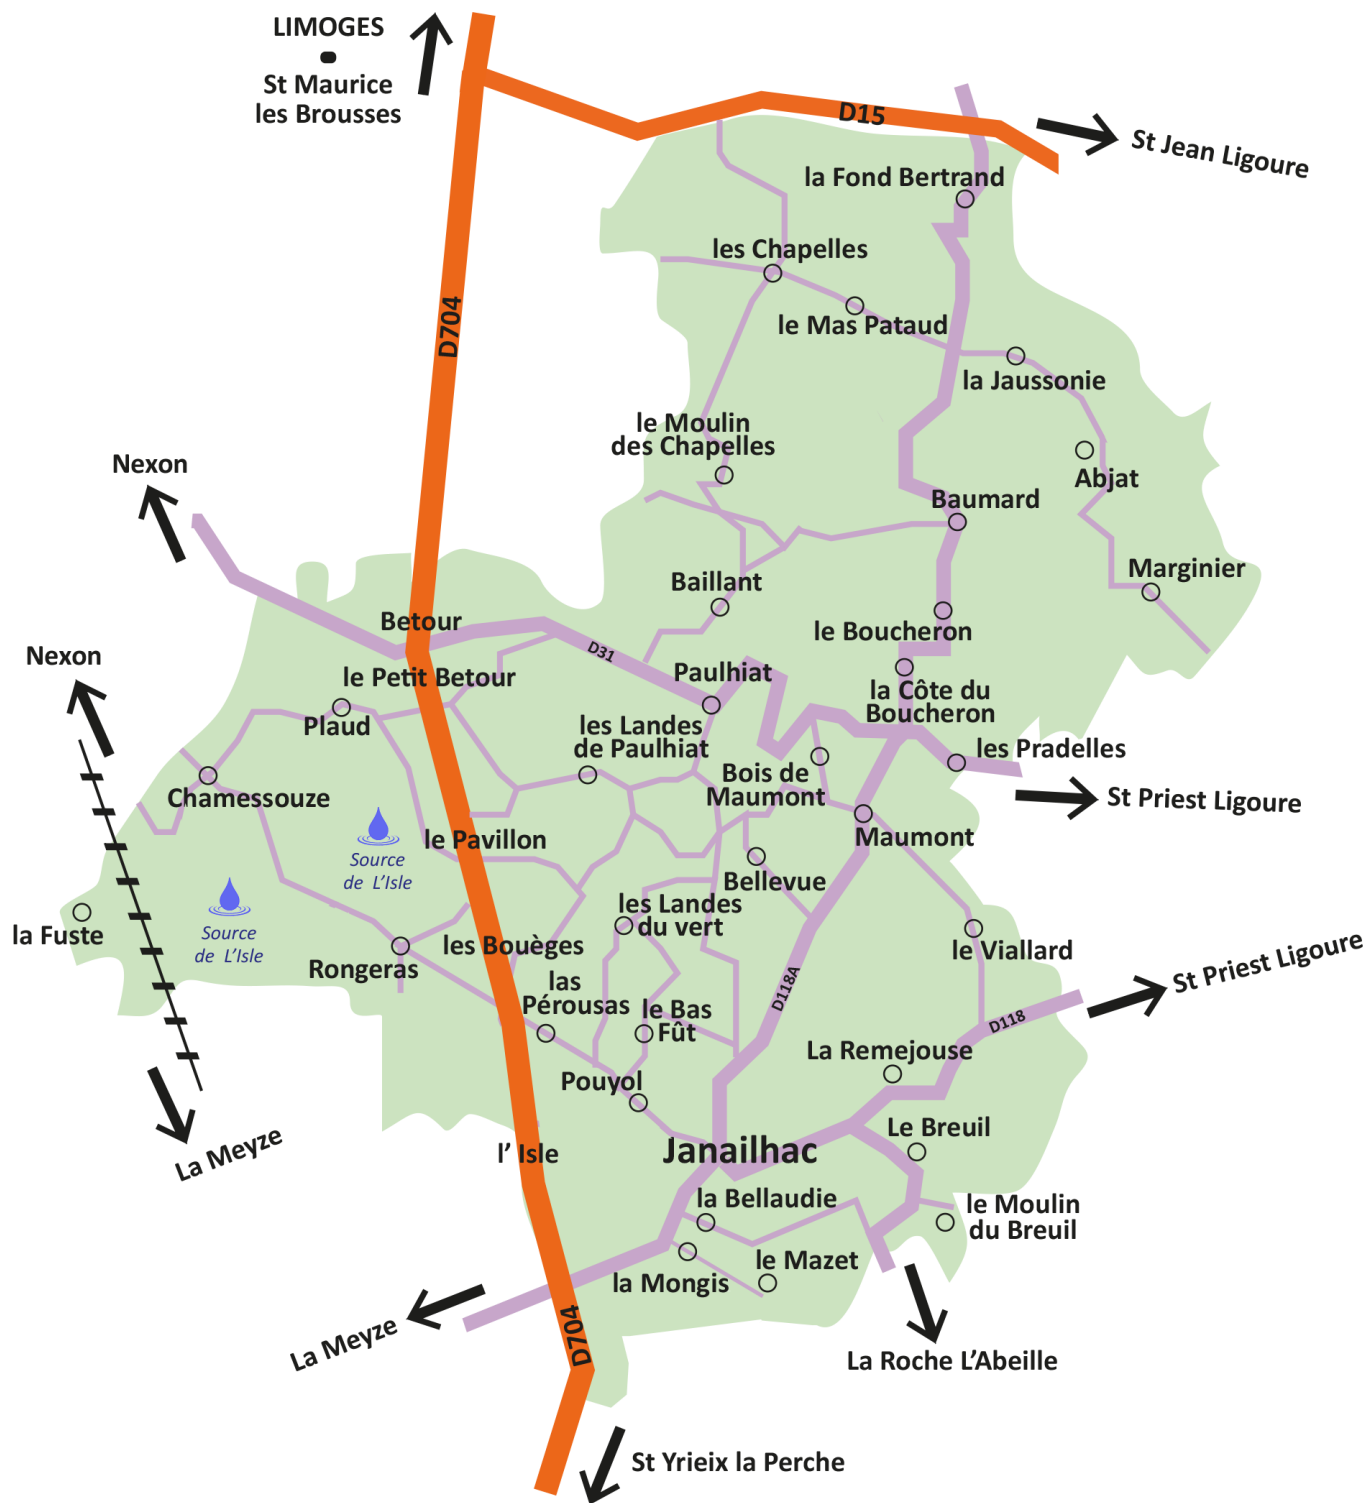 LIMOGES
St Maurice
les Brousses
D15
St Jean Ligoure
la Fond Bertrand
les Chapelles
le Mas Pataud
D704
la Jaussonie
le Moulin
des Chapelles
Nexon
Abjat
Baumard
Marginier
Baillant
Betour
le Boucheron
D31
Nexon
le Petit Betour
Paulhiat
la Côte du
Boucheron
Plaud
les Landes
de Paulhiat
les Pradelles
Bois de
Maumont
Chamessouze
St Priest Ligoure
le Pavillon
Maumont
Source
de L'Isle
Bellevue
les Landes
du vert
la Fuste
Source
de L'Isle
les Bouèges
le Viallard
Rongeras
St Priest Ligoure
las
Pérousas
D118A
le Bas
Fût
D118
La Remejouse
Pouyol
Le Breuil
La Meyze
l' Isle
Janailhac
la Bellaudie
le Moulin
du Breuil
le Mazet
la Mongis
La Meyze
D704
La Roche L'Abeille
St Yrieix la Perche